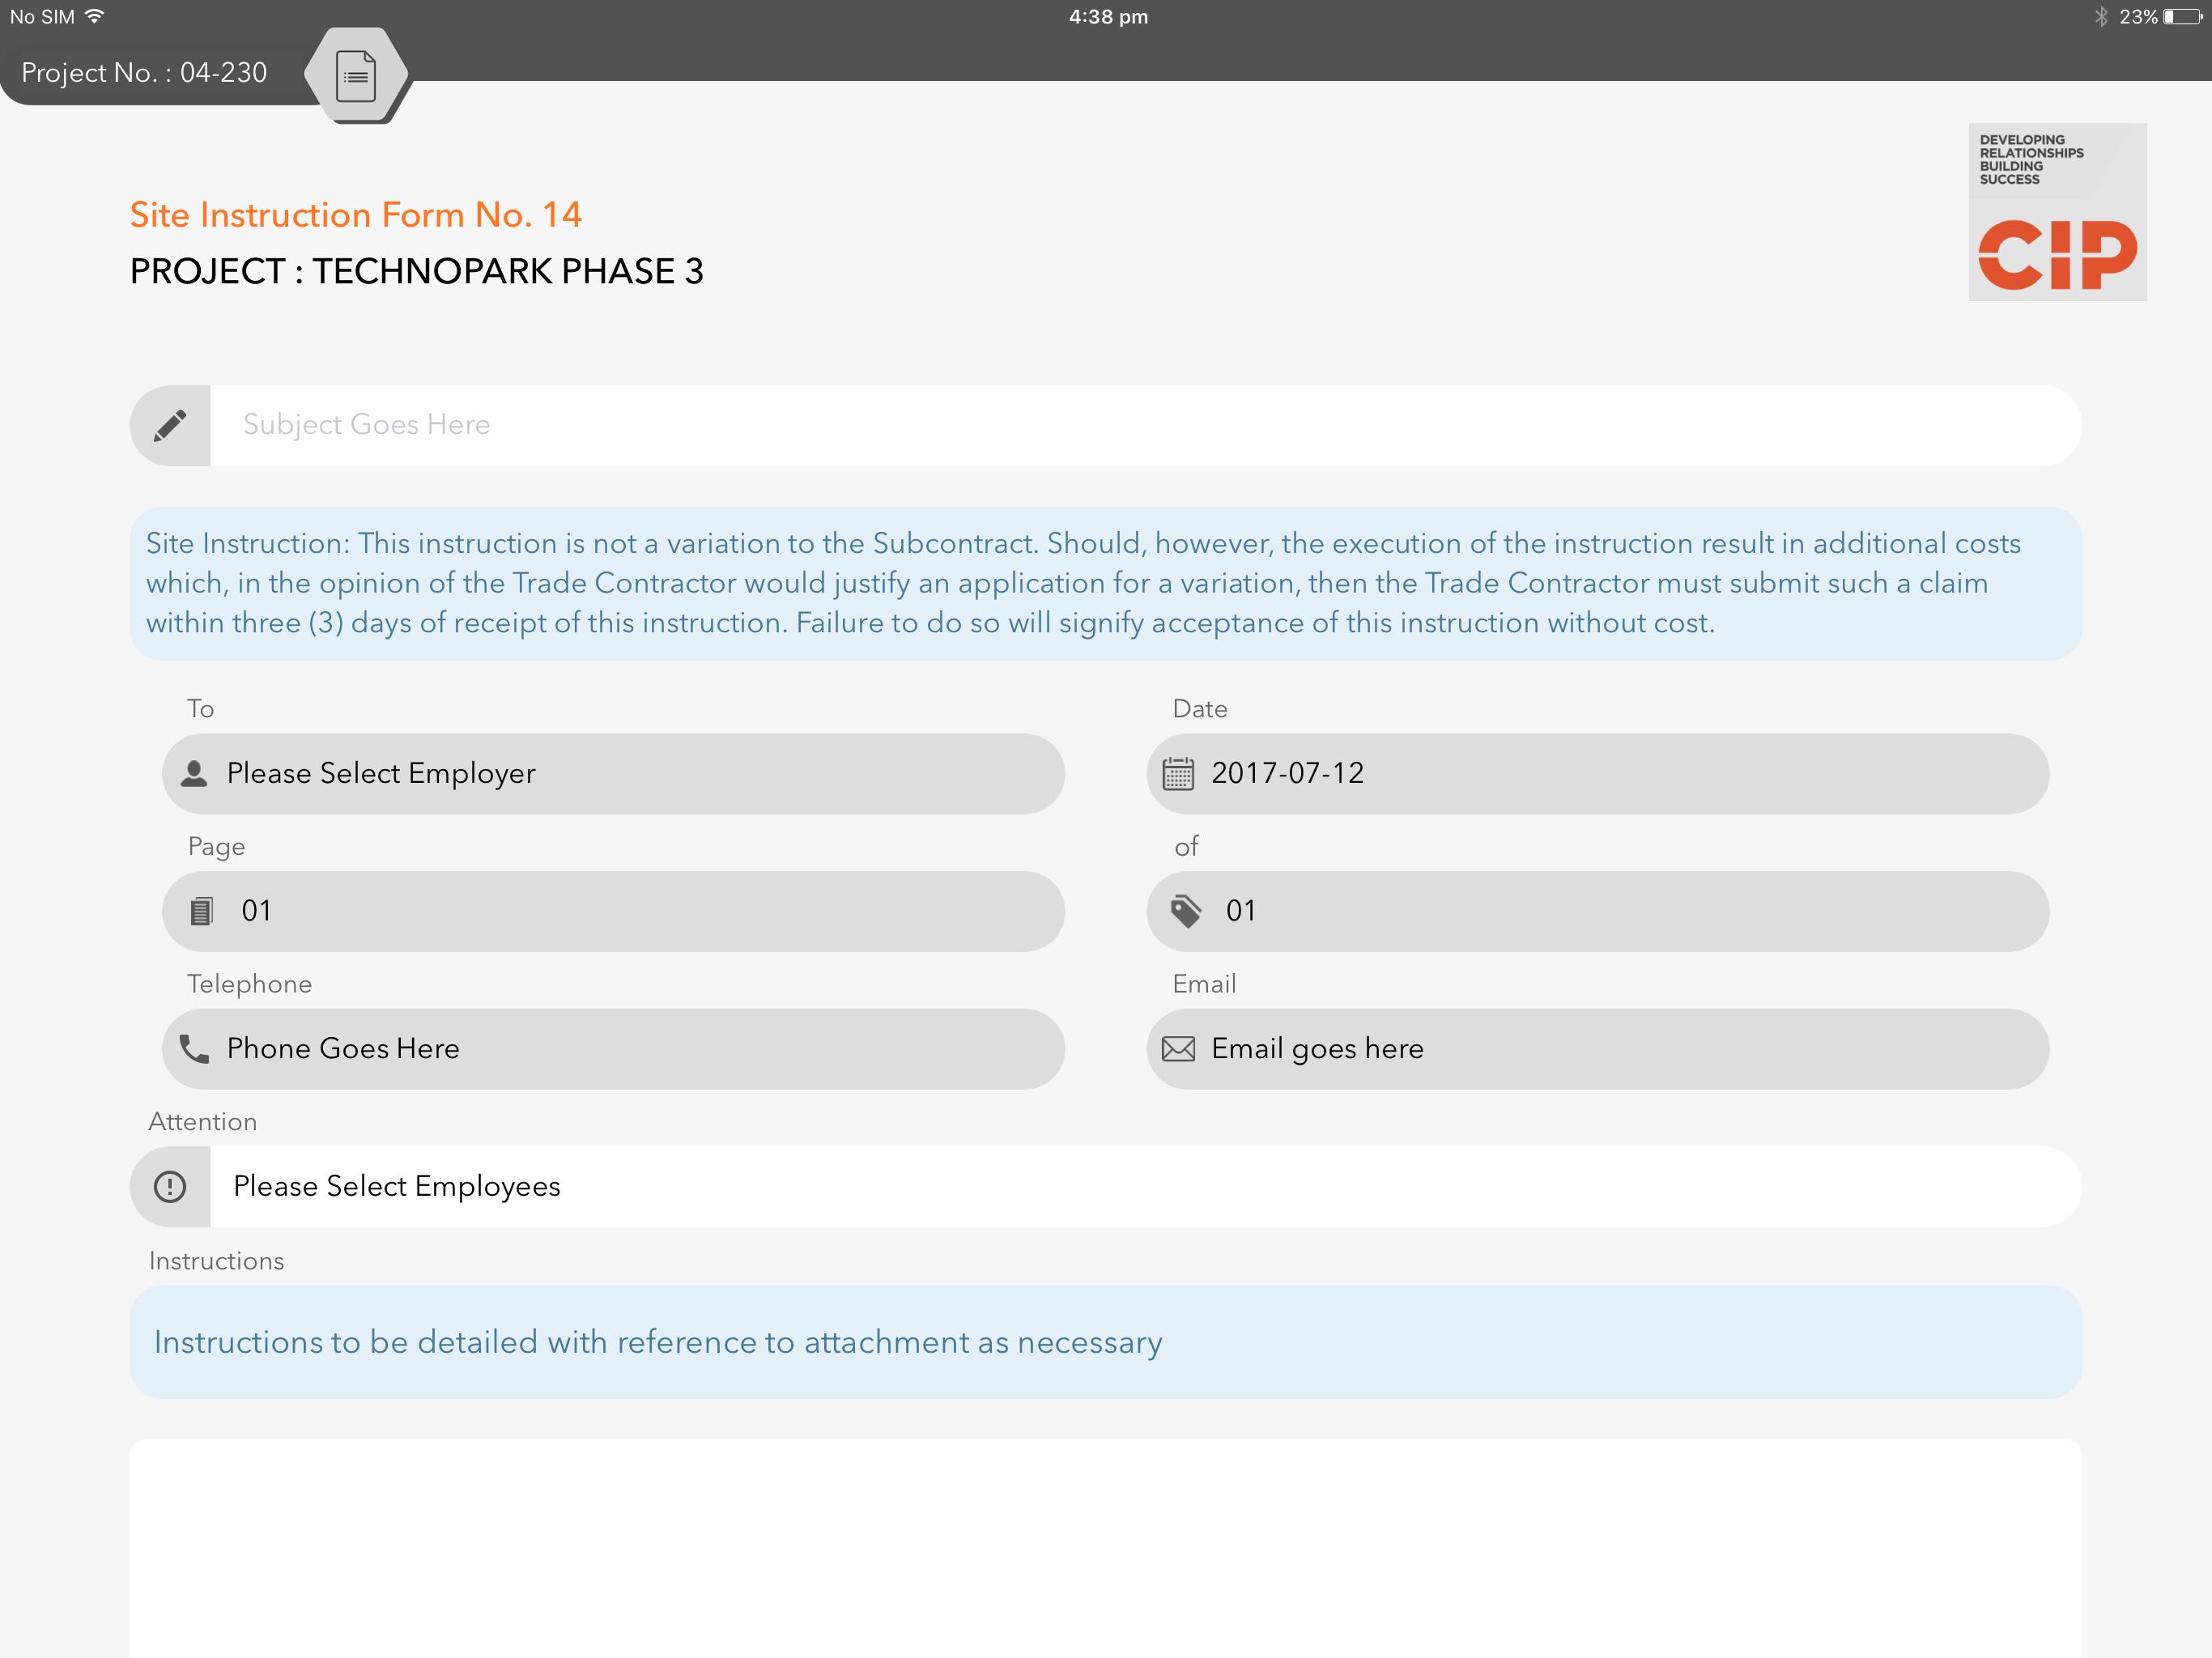 No SIM
4:38 pm
23%
Project No. : 04-230
DEVELOPING
RELATIONSHIPS
BUILDING
SUCCESS
CIP
Site Instruction Form No. 14
PROJECT : TECHNOPARK PHASE 3
Subject Goes Here
Site Instruction: This instruction is not a variation to the Subcontract. Should, however, the execution of the instruction result in additional costs
which, in the opinion of the Trade Contractor would justify an application for a variation, then the Trade Contractor must submit such a claim
within three (3) days of receipt of this instruction. Failure to do so will signify acceptance of this instruction without cost.
To
Date
Please Select Employer
2017-07-12
Page
of
01
01
Telephone
Email
Phone Goes Here
Email goes here
Attention
Please Select Employees
Instructions
Instructions to be detailed with reference to attachment as necessary